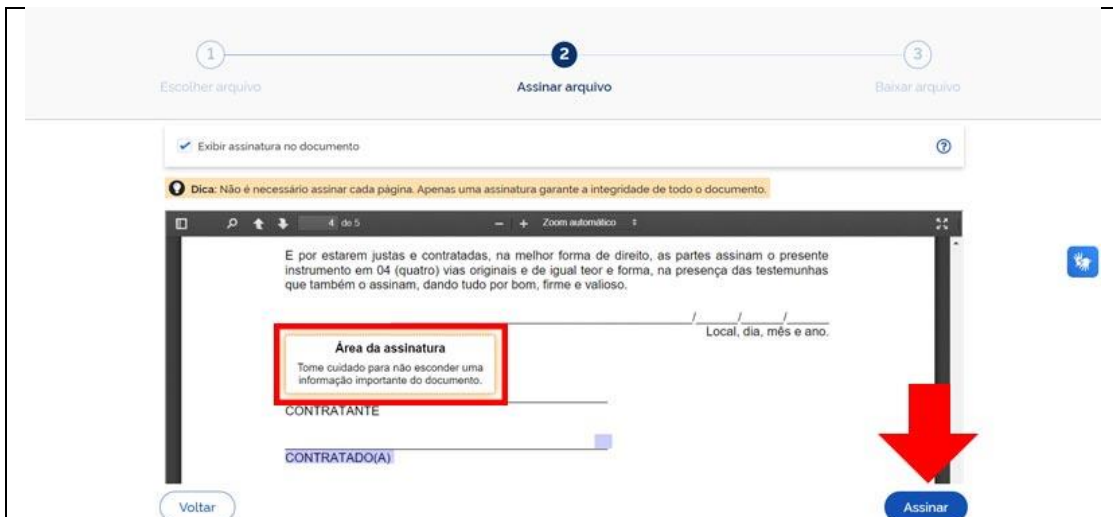 1
2
3
Escolher arquivo
Assinar arquivo
Baixar arquivo
Exibir assinatura no documento
Dica: Não é necessário assinar cada página. Apenas uma assinatura garante a integridade de todo o documento.
4 de 5
Zoom automático
E por estarem justas e contratadas, na melhor forma de direito, as partes assinam o presente
instrumento em 04 (quatro) vias originais e de igual teor e forma, na presença das testemunhas
que também o assinam, dando tudo por bom, firme e valioso.
Local, dia, mês e ano.
Área da assinatura
Tome cuidado para não esconder uma
informação importante do documento.
CONTRATANTE
CONTRATADO(A)
Voltar
Assinar